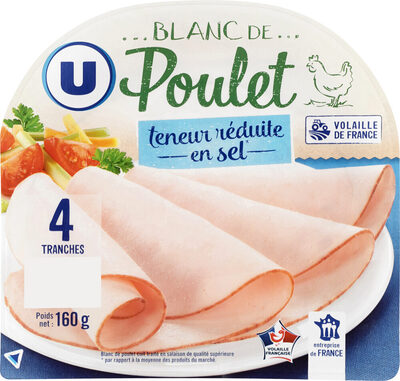 ...BLANC DE...
U
Poulet
teneur réduite
en sel*
VOLAILLE
DE FRANCE
4
TRANCHES
Poids
net : 160 g
Blanc de poulet cuit traité en salaison de qualité supérieure
* par rapport à la moyenne des produits du marché
VOLAILLE
FRANÇAISE
entreprise
de FRANCE